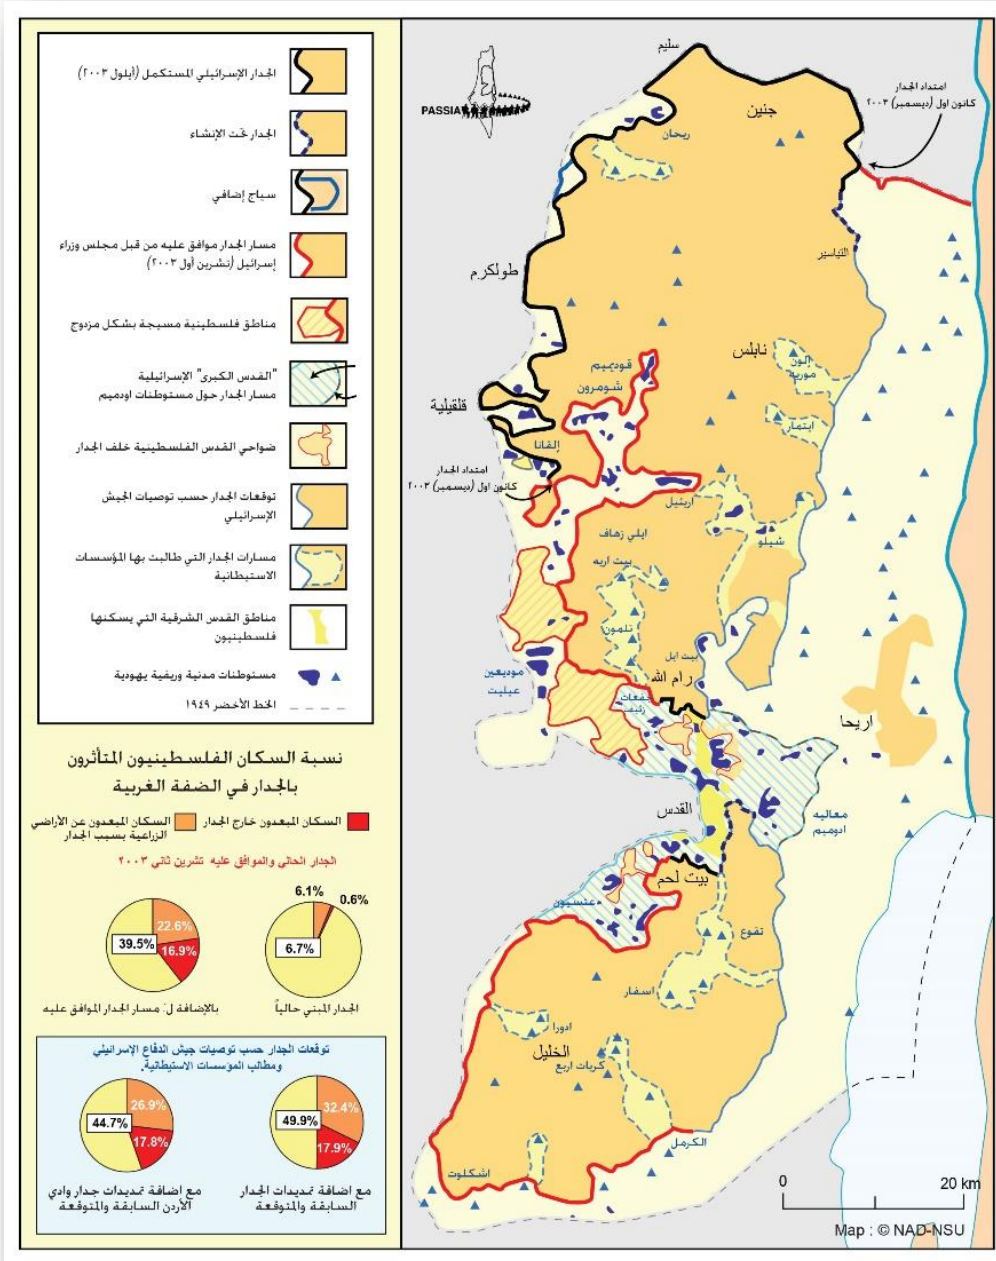 الجدار الإسرائيلي المستكمل (أيلول ٢٠٠٣)
الجدار تحت الإنشاء
سياج إضافي
مسار الجدار موافق عليه من قبل مجلس وزراء
إسرائيل (تشرين أول ٢٠٠٣)
مناطق فلسطينية مسيجة بشكل مزدوج
"القدس الكبرى" الإسرائيلية
مسار الجدار حول مستوطنات اودميم
ضواحي القدس الفلسطينية خلف الجدار
توقعات الجدار حسب توصيات الجيش
الإسرائيلي
مسارات الجدار التي طالبت بها المؤسسات
الاستيطانية
مناطق القدس الشرقية التي يسكنها
فلسطينيون
مستوطنات مدنية وريفية يهودية
الخط الأخضر ١٩٤٩
نسبة السكان الفلسطينيون المتأثرون
بالجدار في الضفة الغربية
السكان المبعدون خارج الجدار
السكان المبعدون عن الأراضي
الزراعية بسبب الجدار
الجدار الحالي والموافق عليه تشرين ثاني ٢٠٠٣
6.1%
0.6%
6.7%
الجدار المبني حالياً
22.6%
39.5%
16.9%
بالإضافة ل: مسار الجدار الموافق عليه
توقعات الجدار حسب توصيات جيش الدفاع الإسرائيلي
ومطالب المؤسسات الاستيطانية.
32.4%
49.9%
17.9%
مع اضافة تمديدات الجدار
السابقة والمتوقعة
26.9%
44.7%
17.8%
مع اضافة تمديدات جدار وادي
الأردن السابقة والمتوقعة
PASSIA
سليم
جنين
امتداد الجدار
كانون اول (ديسمبر) ٢٠٠٣
ريحان
التياسير
طولكرم
نابلس
الون
موريه
قدوميم
شومرون
قلقيلية
ايتمار
إلقانا
امتداد الجدار
كانون اول (ديسمبر) ٢٠٠٣
ارئيل
ايلي زهاف
شيلو
بيت اريه
تلمون
بيت ايل
موديعين
عيليت
رام الله
جفعات
زئيف
اريحا
القدس
معاليه
ادوميم
بيت لحم
عتسيون
تقوع
اسفار
ادورا
الخليل
كريات اربع
الكرمل
اشكلوت
0
20 km
Map : © NAD-NSU